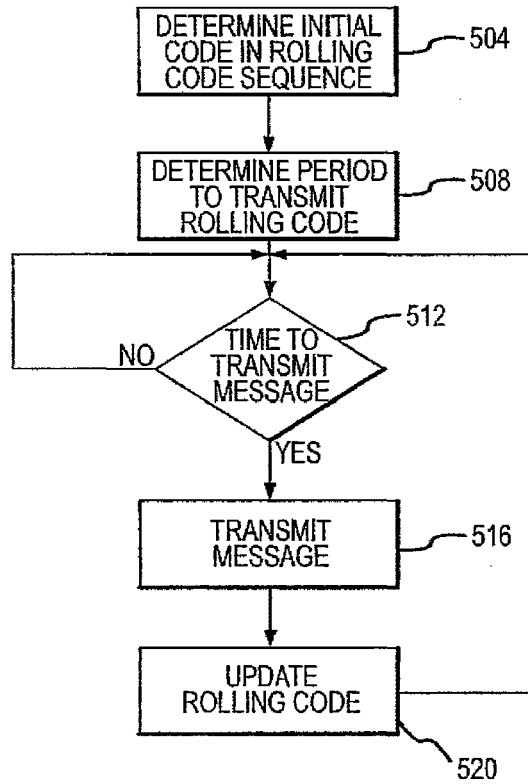 DETERMINE INITIAL
CODE IN ROLLING
CODE SEQUENCE
504
DETERMINE PERIOD
TO TRANSMIT
ROLLING CODE
508
TIME TO
TRANSMIT
MESSAGE
512
NO
YES
TRANSMIT
MESSAGE
516
UPDATE
ROLLING CODE
520